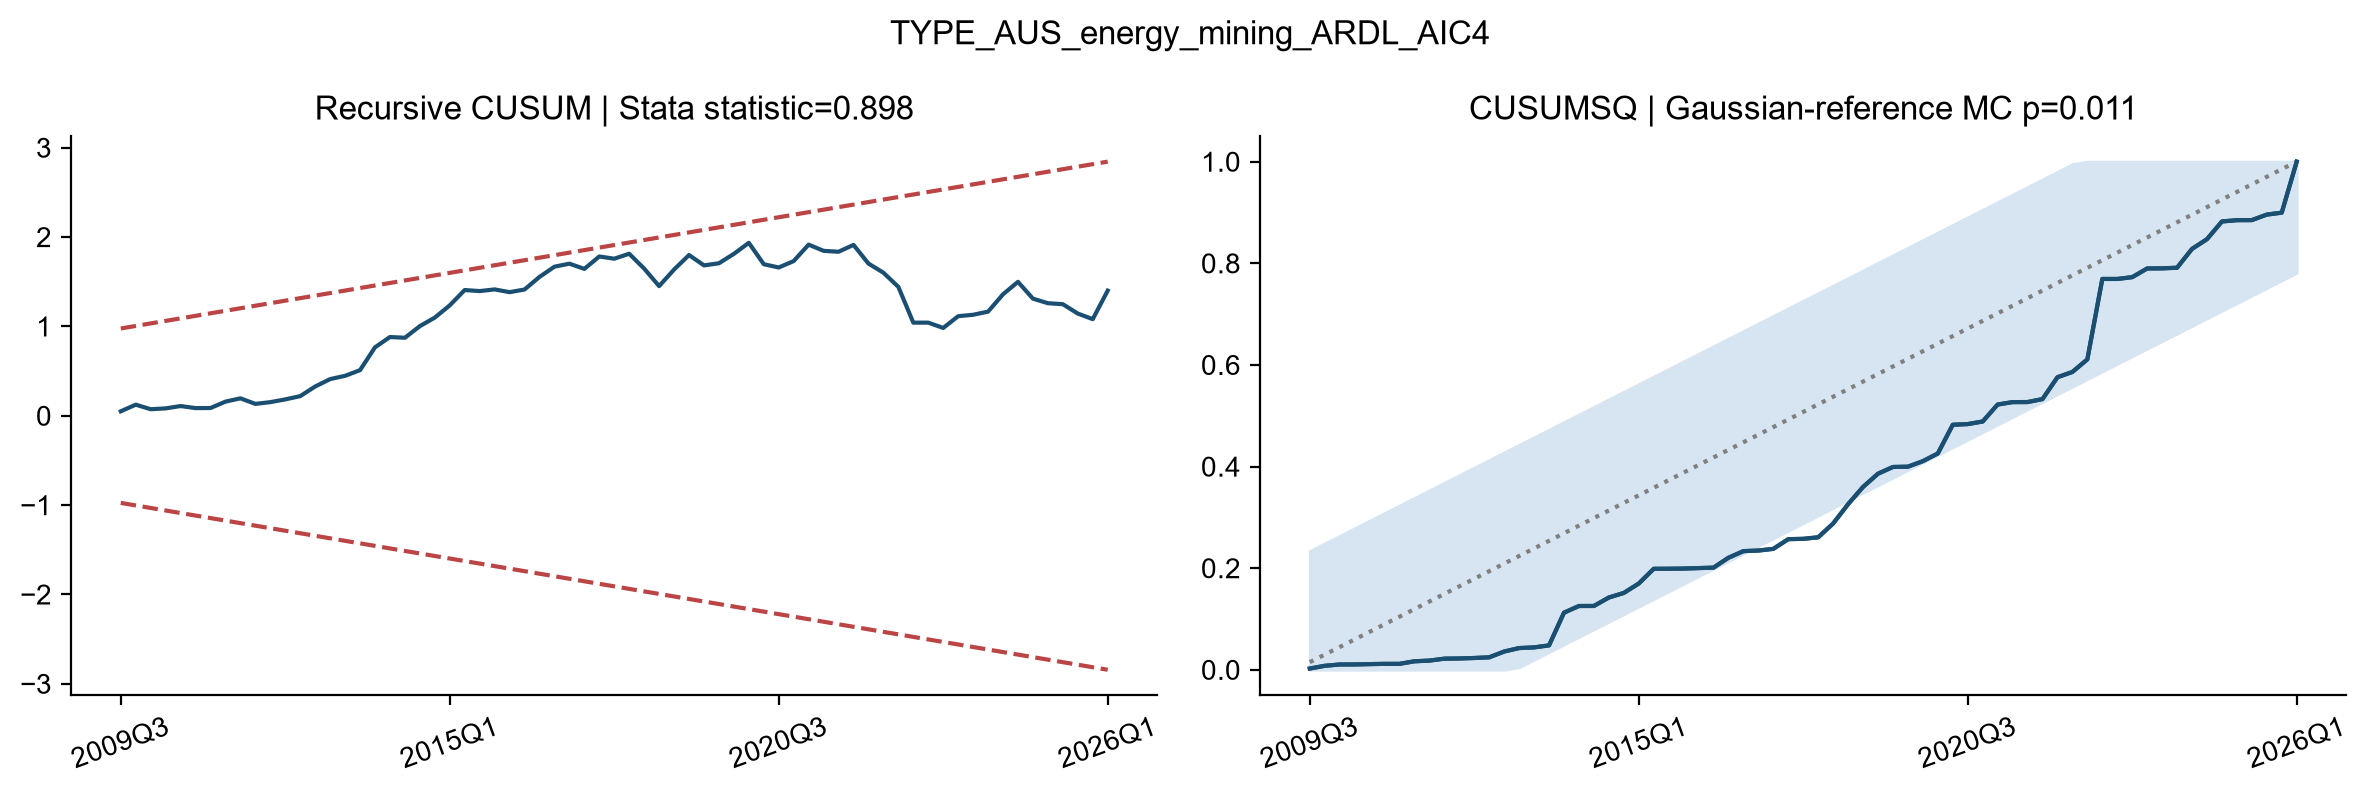 TYPE_AUS_energy_mining_ARDL_AIC4
Recursive CUSUM | Stata statistic=0.898
3
2
1
0
−1
−2
−3
2009Q3
2015Q1
2020Q3
2026Q1
CUSUMSQ | Gaussian-reference MC p=0.011
1.0
0.8
0.6
0.4
0.2
0.0
2009Q3
2015Q1
2020Q3
2026Q1